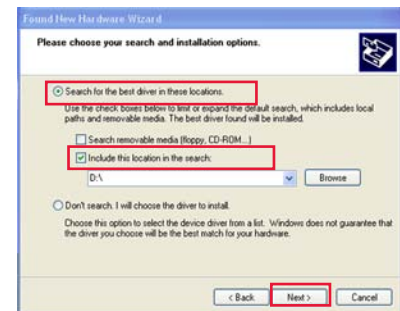 Found New Hardware Wizard
Please choose your search and installation options.
Search for the best driver in these locations.
Use the check boxes below to limit or expand the default search, which includes local
paths and removable media. The best driver found will be installed.
Search removable media (floppy, CD-ROM...)
Include this location in the search:
D:\
Browse
Don't search. I will choose the driver to install.
Choose this option to select the device driver from a list. Windows does not guarantee that
the driver you choose will be the best match for your hardware.
< Back
Next >
Cancel